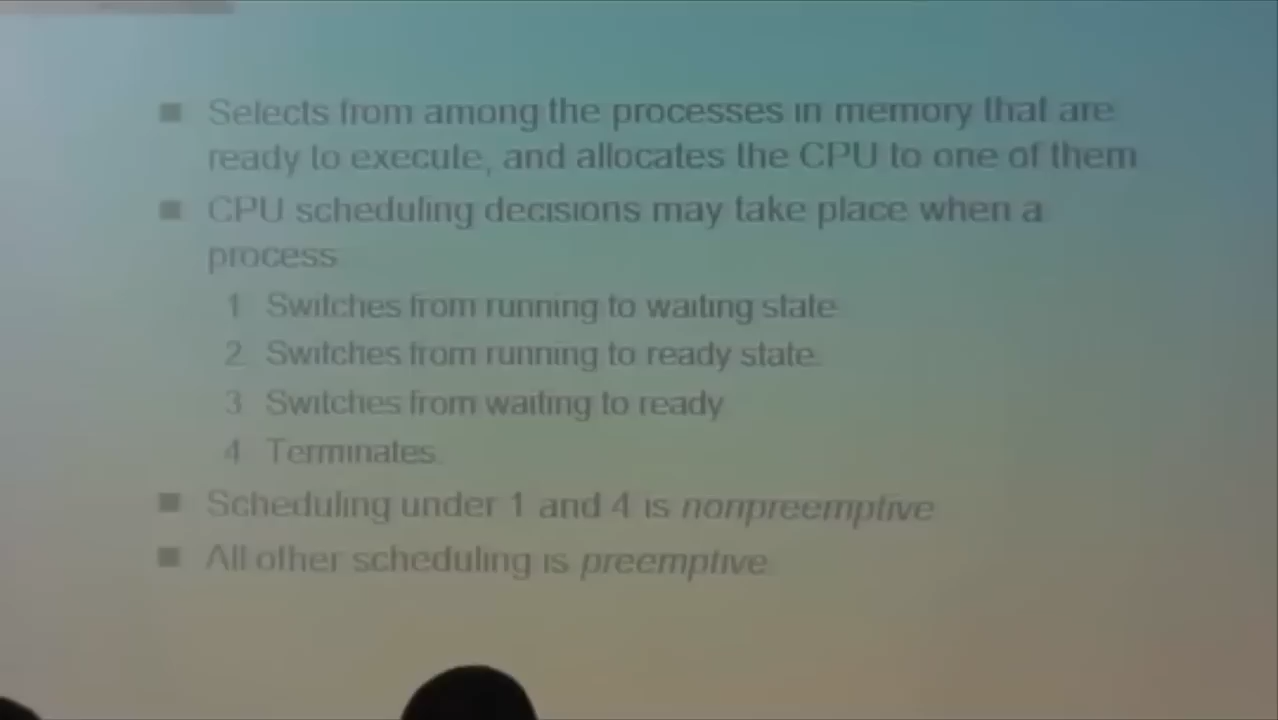 ■ Selects from among the processes in memory that are
ready to execute, and allocates the CPU to one of them
■ CPU scheduling decisions may take place when a
process
1 Switches from running to waiting state
2 Switches from running to ready state.
3 Switches from waiting to ready
4 Terminates.
■ Scheduling under 1 and 4 is nonpreemptive
■ All other scheduling is preemptive